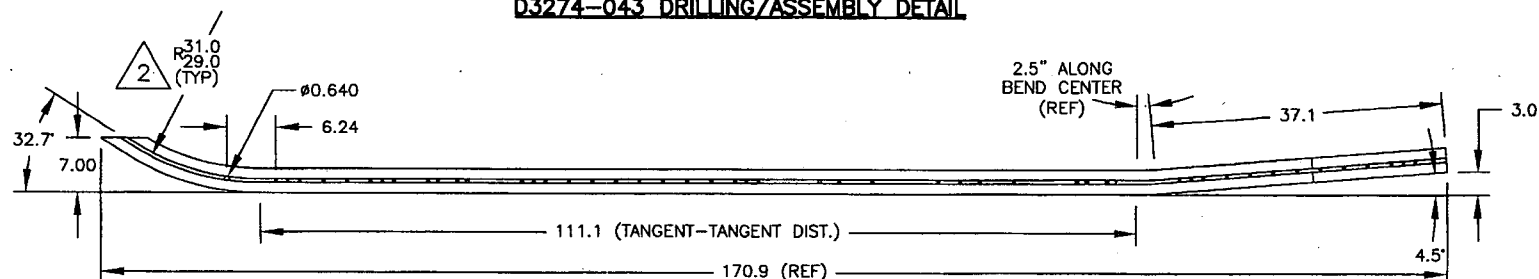 D3274-043 DRILLING/ASSEMBLY DETAIL
2
R31.0
29.0
(TYP)
Ø0.640
6.24
32.7°
7.00
2.5" ALONG
BEND CENTER
(REF)
37.1
3.0
111.1 (TANGENT-TANGENT DIST.)
4.5°
170.9 (REF)